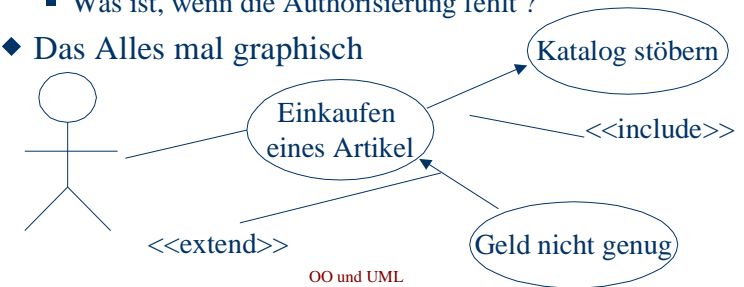 Was ist, wenn die Authorisierung fehlt ?
Das Alles mal graphisch
Katalog stöbern
Einkaufen
eines Artikel
<<include>>
<<extend>>
Geld nicht genug
OO und UML